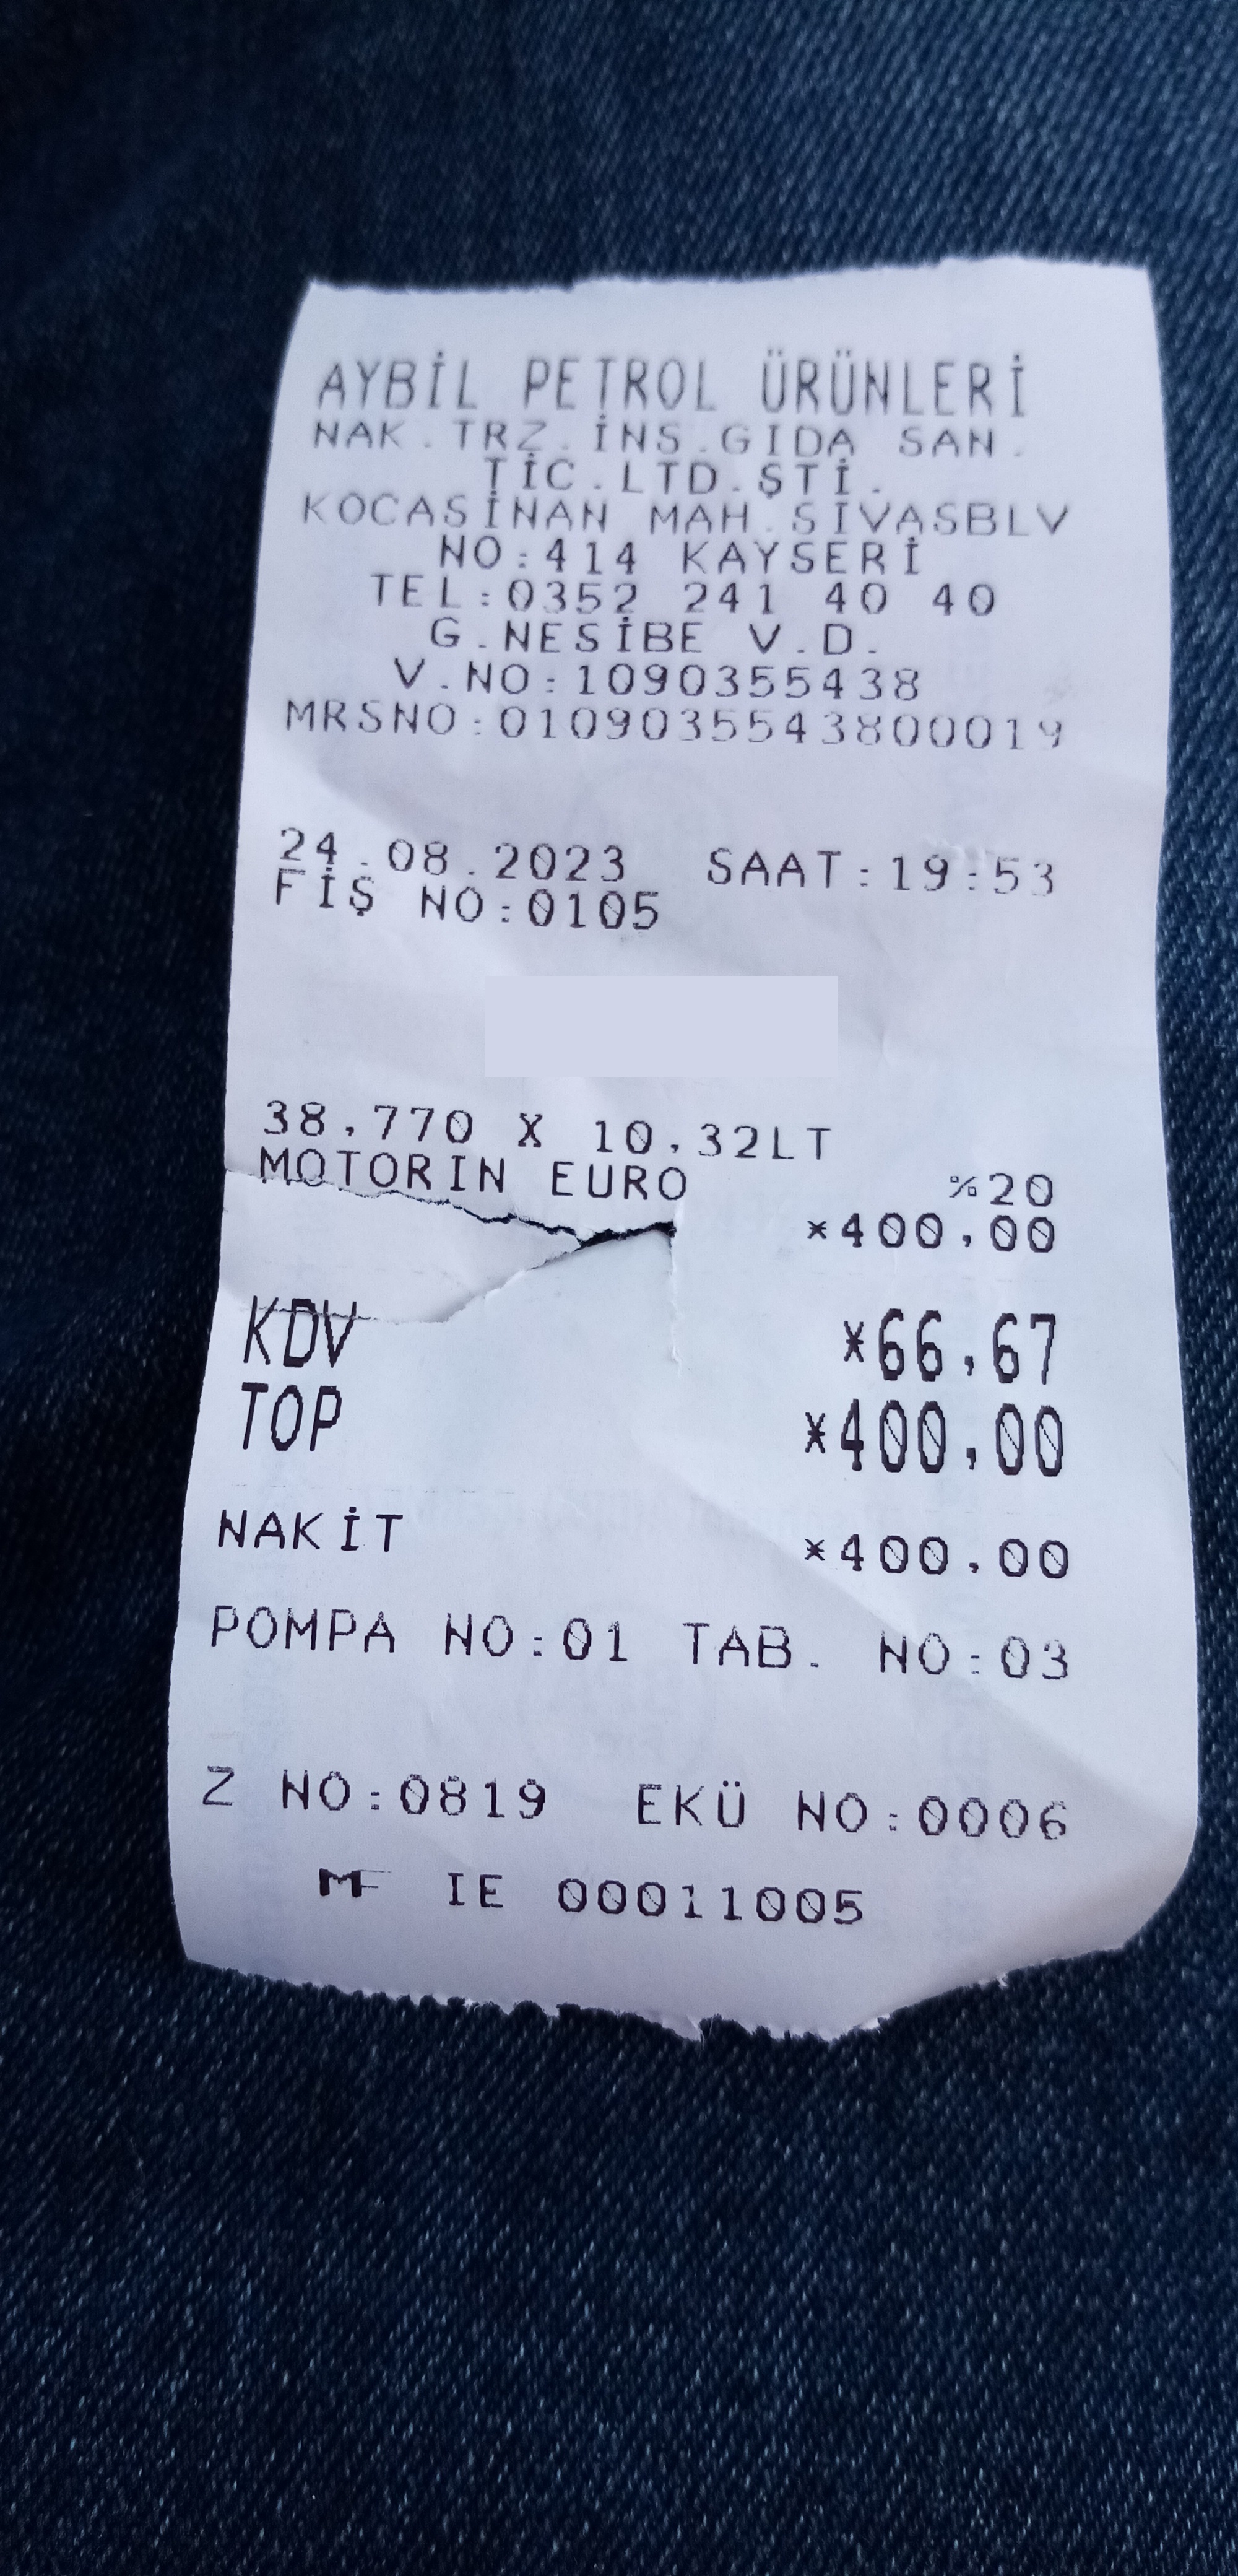 AYBİL PETROL ÜRÜNLERİ
NAK.TRZ.İNS.GIDA SAN.
TİC.LTD.ŞTİ.
KOCASİNAN MAH.SIVASBLV
NO:414 KAYSERİ
TEL:0352 241 40 40
G.NESİBE V.D.
V.NO:1090355438
MRSNO:0109035543800019
24.08.2023 SAAT:19:53
FİŞ NO:0105
38,770 X 10,32LT
MOTORIN EURO %20
*400,00
KDV *66,67
TOP *400,00
NAKİT *400,00
POMPA NO:01 TAB. NO:03
Z NO:0819 EKÜ NO:0006
MF IE 00011005